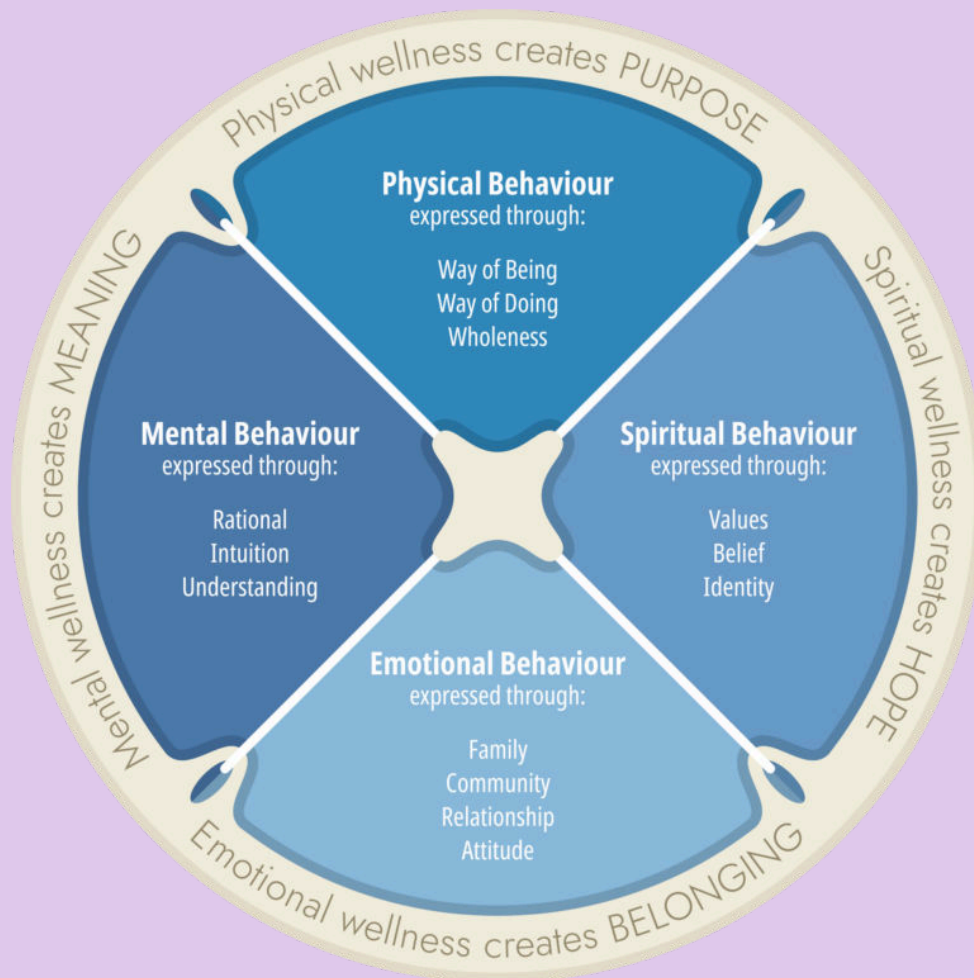 Physical wellness creates PURPOSE
Physical Behaviour
expressed through:
Way of Being
Way of Doing
Wholeness
Spiritual wellness creates HOPE
Spiritual Behaviour
expressed through:
Values
Belief
Identity
Emotional wellness creates BELONGING
Emotional Behaviour
expressed through:
Family
Community
Relationship
Attitude
Mental wellness creates MEANING
Mental Behaviour
expressed through:
Rational
Intuition
Understanding